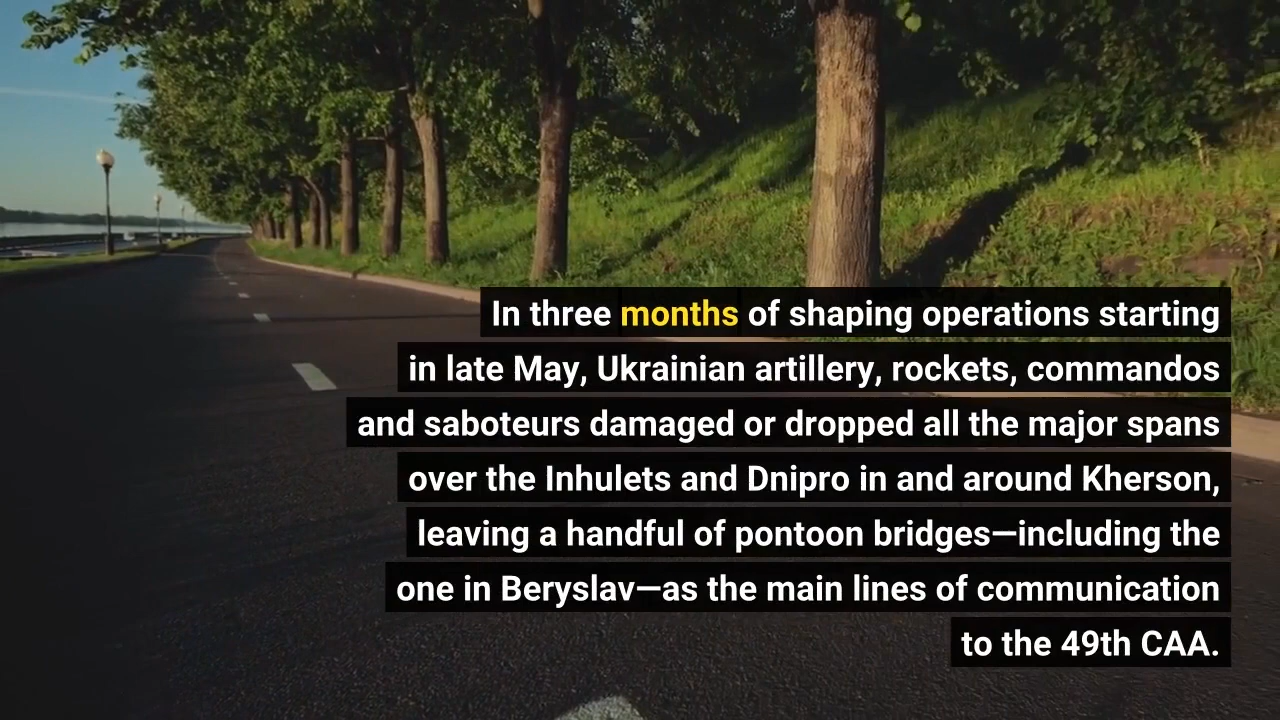 In three months of shaping operations starting
in late May, Ukrainian artillery, rockets, commandos
and saboteurs damaged or dropped all the major spans
over the Inhulets and Dnipro in and around Kherson,
leaving a handful of pontoon bridges—including the
one in Beryslav—as the main lines of communication
to the 49th CAA.